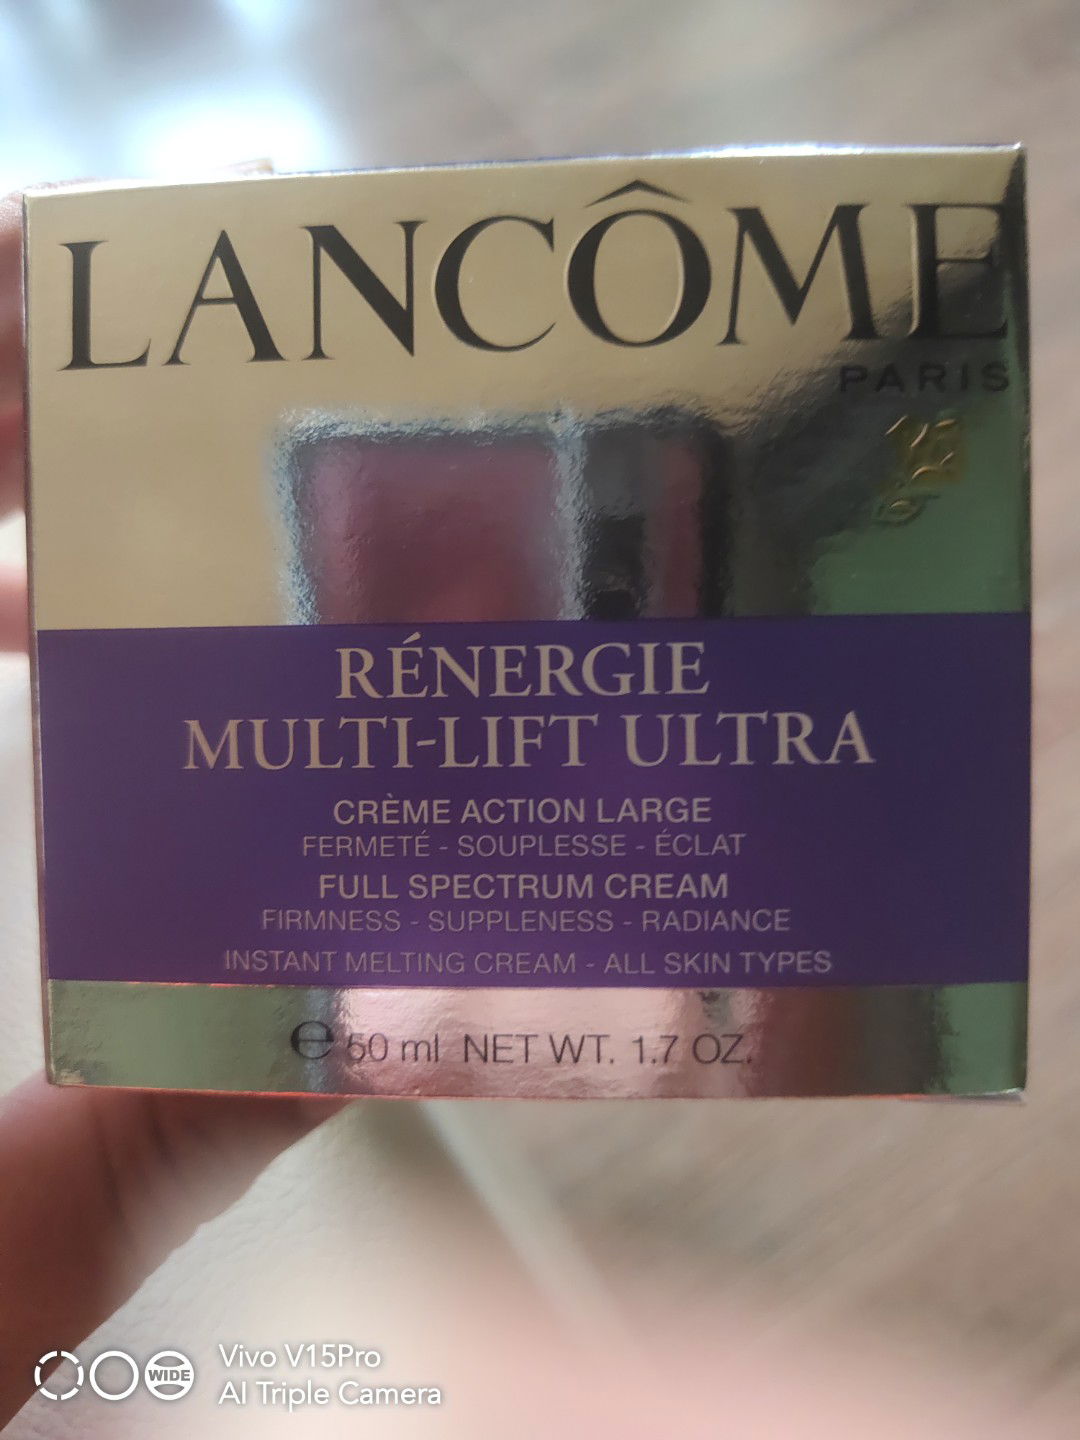 LANCÔME
PARIS
RÉNERGIE
MULTI-LIFT ULTRA
CRÈME ACTION LARGE
FERMETÉ - SOUPLESSE - ÉCLAT
FULL SPECTRUM CREAM
FIRMNESS - SUPPLENESS - RADIANCE
INSTANT MELTING CREAM - ALL SKIN TYPES
℮ 50 ml NET WT. 1.7 OZ.
WIDE
Vivo V15Pro
AI Triple Camera